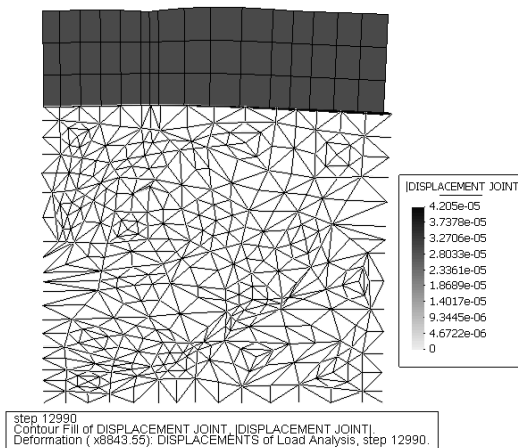 |DISPLACEMENT JOINT
4.205e-05
3.7378e-05
3.2706e-05
2.8033e-05
2.3361e-05
1.8689e-05
1.4017e-05
9.3445e-06
4.6722e-06
0
step 12990
Contour Fill of DISPLACEMENT JOINT, |DISPLACEMENT JOINT|.
Deformation ( x8843.55): DISPLACEMENTS of Load Analysis, step 12990.